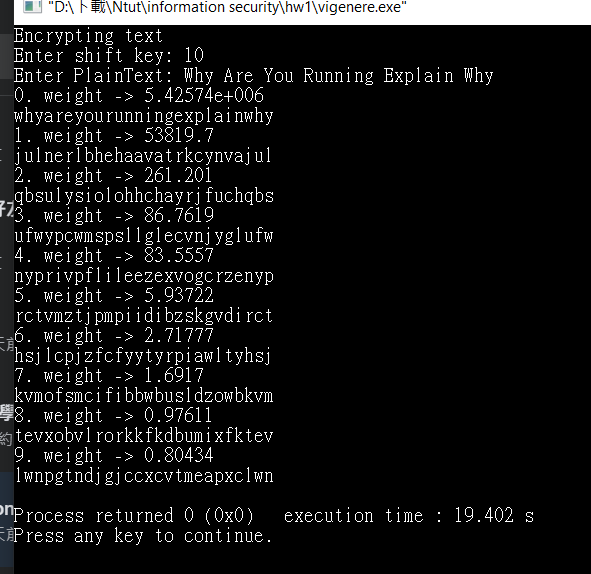 "D:\下載\Ntut\information security\hw1\vigenere.exe"
Encrypting text
Enter shift key: 10
Enter PlainText: Why Are You Running Explain Why
0. weight -> 5.42574e+006
whyareyourunningexplainwhy
1. weight -> 53819.7
julnerlbhehaavatrkcynvajul
2. weight -> 261.201
qbsulysiolohhchayrjfuchqbs
3. weight -> 86.7619
ufwypcwmspsllglecvnjyglufw
4. weight -> 83.5557
nyprivpflileezexvogcrzenyp
5. weight -> 5.93722
rctvmztjpmpiidibzskgvdirct
6. weight -> 2.71777
hsjlcpjzfcfyytyrpiawltyhsj
7. weight -> 1.6917
kvmofsmcifibbwbusldzowbkvm
8. weight -> 0.97611
tevxobvlrorkkfkdbumixfktev
9. weight -> 0.80434
lwnpgtndjgjccxcvtmeapxclwn
Process returned 0 (0x0)   execution time : 19.402 s
Press any key to continue.